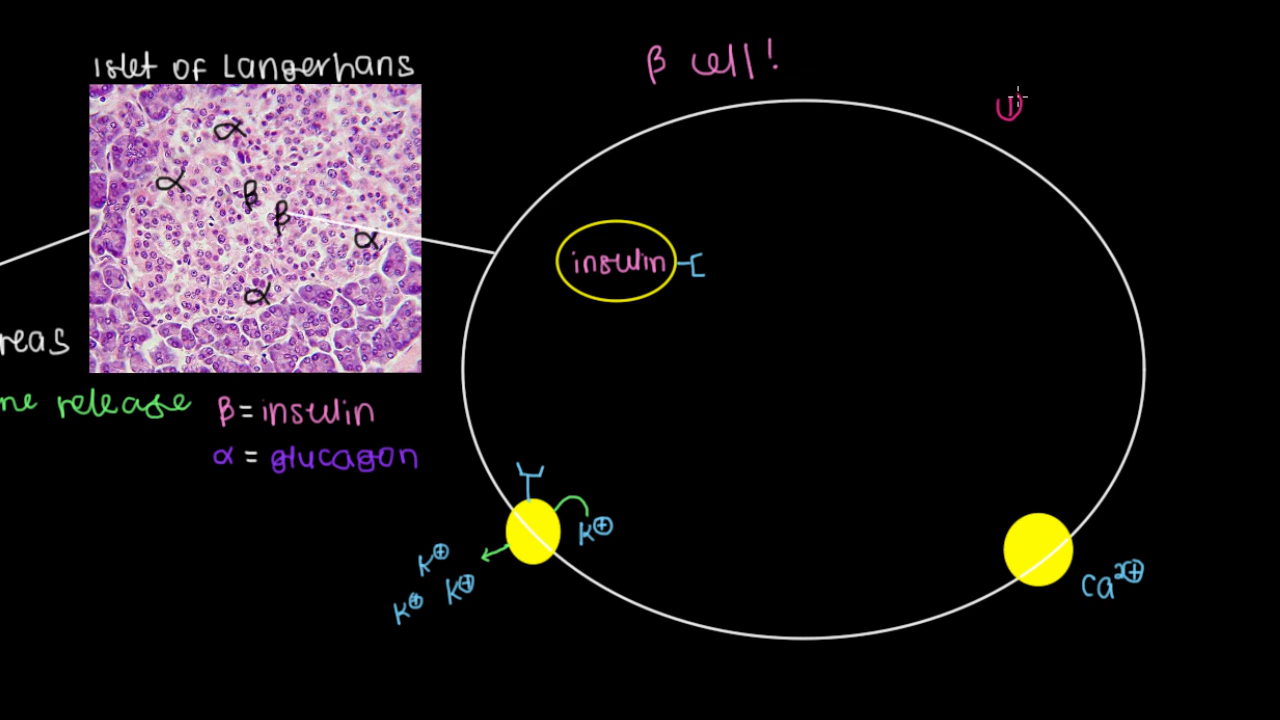 Islet of Langerhans
β cell!
α
α
β
β
α
α
insulin
reas
ne release
β = insulin
α = glucagon
K⊕
K⊕
K⊕
K⊕
Ca²⊕